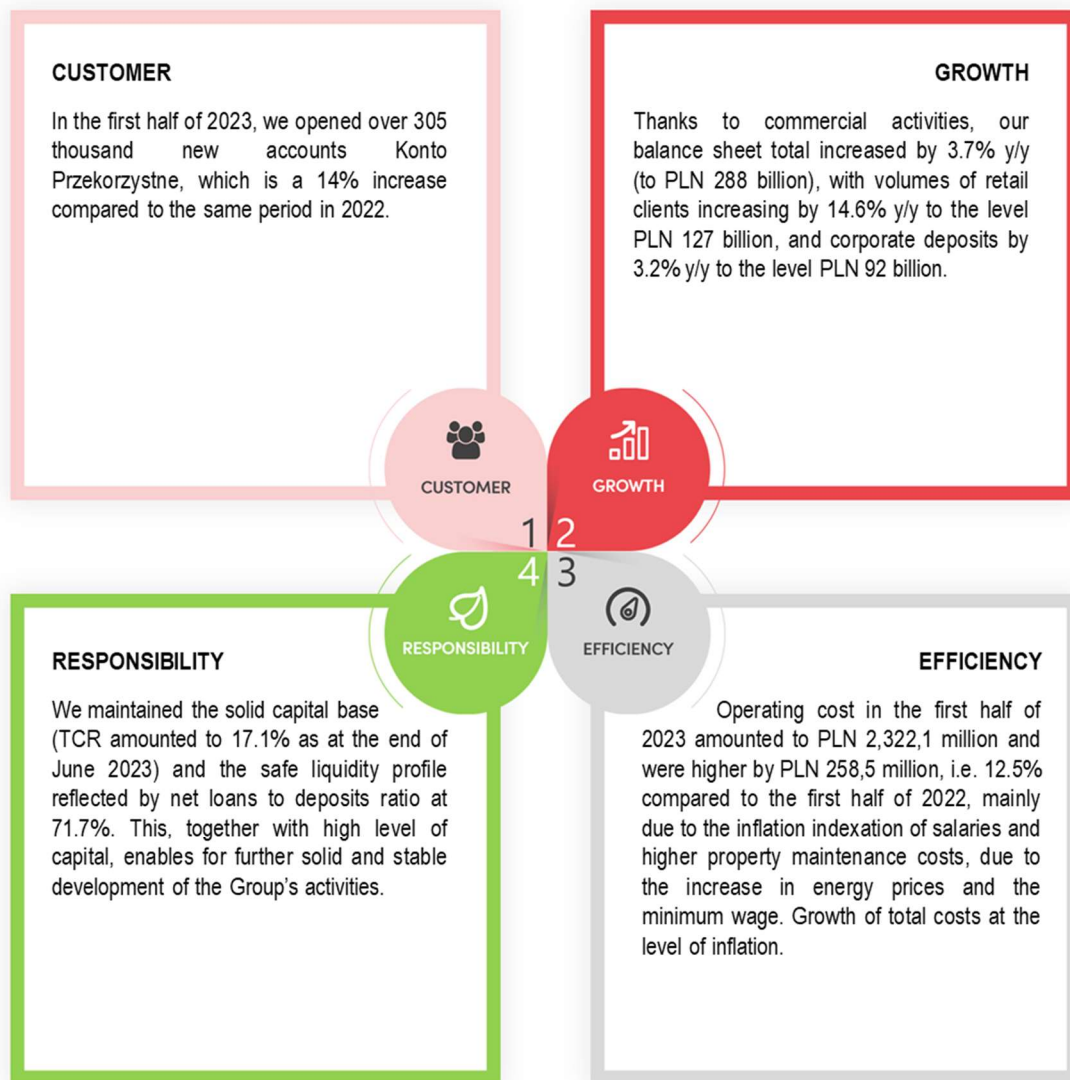 CUSTOMER
In the first half of 2023, we opened over 305
thousand new accounts Konto
Przekorzystne, which is a 14% increase
compared to the same period in 2022.
GROWTH
Thanks to commercial activities, our
balance sheet total increased by 3.7% y/y
(to PLN 288 billion), with volumes of retail
clients increasing by 14.6% y/y to the level
PLN 127 billion, and corporate deposits by
3.2% y/y to the level PLN 92 billion.
CUSTOMER
1
GROWTH
2
4
RESPONSIBILITY
3
EFFICIENCY
RESPONSIBILITY
We maintained the solid capital base
(TCR amounted to 17.1% as at the end of
June 2023) and the safe liquidity profile
reflected by net loans to deposits ratio at
71.7%. This, together with high level of
capital, enables for further solid and stable
development of the Group's activities.
EFFICIENCY
Operating cost in the first half of
2023 amounted to PLN 2,322,1 million and
were higher by PLN 258,5 million, i.e. 12.5%
compared to the first half of 2022, mainly
due to the inflation indexation of salaries and
higher property maintenance costs, due to
the increase in energy prices and the
minimum wage. Growth of total costs at the
level of inflation.